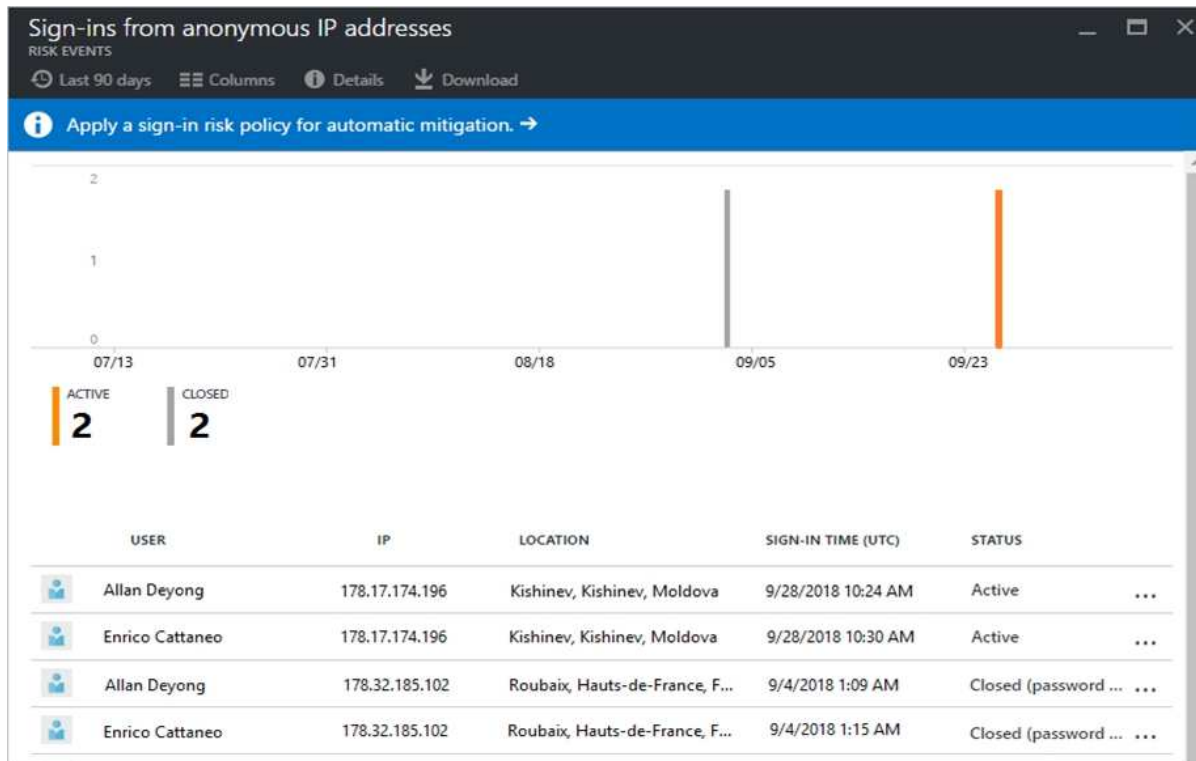 Sign-ins from anonymous IP addresses
RISK EVENTS
Last 90 days Columns Details Download
Apply a sign-in risk policy for automatic mitigation. →
2
1
0
07/13 07/31 08/18 09/05 09/23
ACTIVE CLOSED
2 2
USER IP LOCATION SIGN-IN TIME (UTC) STATUS
Allan Deyong 178.17.174.196 Kishinev, Kishinev, Moldova 9/28/2018 10:24 AM Active ...
Enrico Cattaneo 178.17.174.196 Kishinev, Kishinev, Moldova 9/28/2018 10:30 AM Active ...
Allan Deyong 178.32.185.102 Roubaix, Hauts-de-France, F... 9/4/2018 1:09 AM Closed (password ... ...
Enrico Cattaneo 178.32.185.102 Roubaix, Hauts-de-France, F... 9/4/2018 1:15 AM Closed (password ... ...